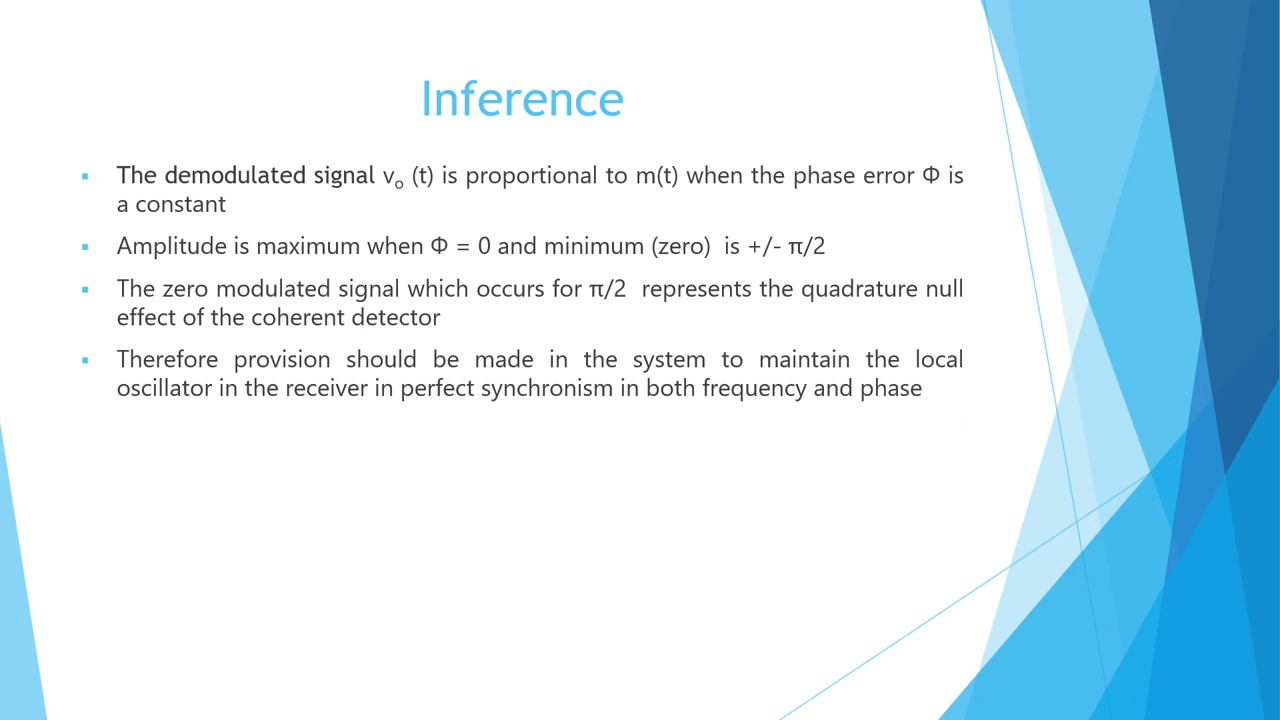 Inference
▪ The demodulated signal vₒ (t) is proportional to m(t) when the phase error Φ is
a constant
▪ Amplitude is maximum when Φ = 0 and minimum (zero)  is +/- π/2
▪ The zero modulated signal which occurs for π/2  represents the quadrature null
effect of the coherent detector
▪ Therefore provision should be made in the system to maintain the local
oscillator in the receiver in perfect synchronism in both frequency and phase